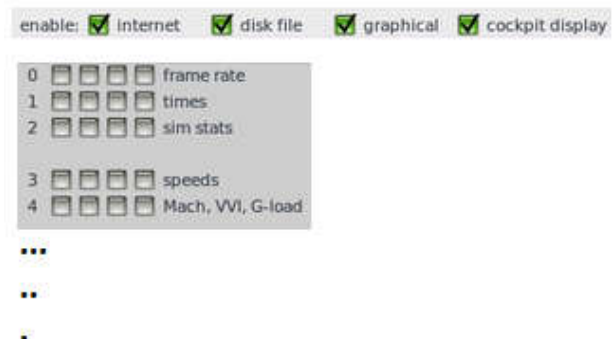 enable: internet disk file graphical cockpit display
0 frame rate
1 times
2 sim stats
3 speeds
4 Mach, VVI, G-load
...
..
.